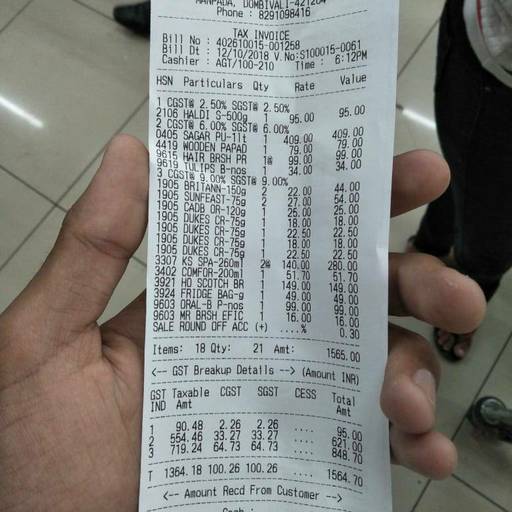 MANPADA, DOMBIVALI-421204
Phone : 8291098416
TAX INVOICE
Bill No : 402610015-001258
Bill Dt : 12/10/2018 V.No:S100015-0061
Cashier : AGT/100-210 Time : 6:12PM
HSN Particulars Qty Rate Value
1 CGST@ 2.50% SGST@ 2.50%
2106 HALDI S-500g 1 95.00 95.00
2 CGST@ 6.00% SGST@ 6.00%
0405 SAGAR PU-1lt 1 409.00 409.00
4419 WOODEN PAPAD 1 79.00 79.00
9615 HAIR BRSH PR 1@ 99.00 99.00
9619 TULIPS B-nos 1 34.00 34.00
3 CGST@ 9.00% SGST@ 9.00%
1905 BRITANN-150g 2 22.00 44.00
1905 SUNFEAST-75g 2 27.00 54.00
1905 CADB OR-120g 1 25.00 25.00
1905 DUKES CR-75g 1 18.00 18.00
1905 DUKES CR-79g 1 22.50 22.50
1905 DUKES CR-75g 1 18.00 18.00
1905 DUKES CR-75g 1 22.50 22.50
3307 KS SPA-260ml 2@ 140.00 280.00
3402 COMFOR-200ml 1 51.70 51.70
3921 HO SCOTCH BR 1 149.00 149.00
3924 FRIDGE BAG-g 1 49.00 49.00
9603 ORAL-B P-nos 1 99.00 99.00
9603 MR BRSH EFIC 1 16.00 16.00
SALE ROUND OFF ACC (+) ....% 0.30
Items: 18 Qty: 21 Amt: 1565.00
<-- GST Breakup Details --> (Amount INR)
GST Taxable CGST SGST CESS Total
IND Amt Amt
1 90.48 2.26 2.26 .... 95.00
2 554.46 33.27 33.27 .... 621.00
3 719.24 64.73 64.73 .... 848.70
T 1364.18 100.26 100.26 .... 1564.70
<-- Amount Recd From Customer -->